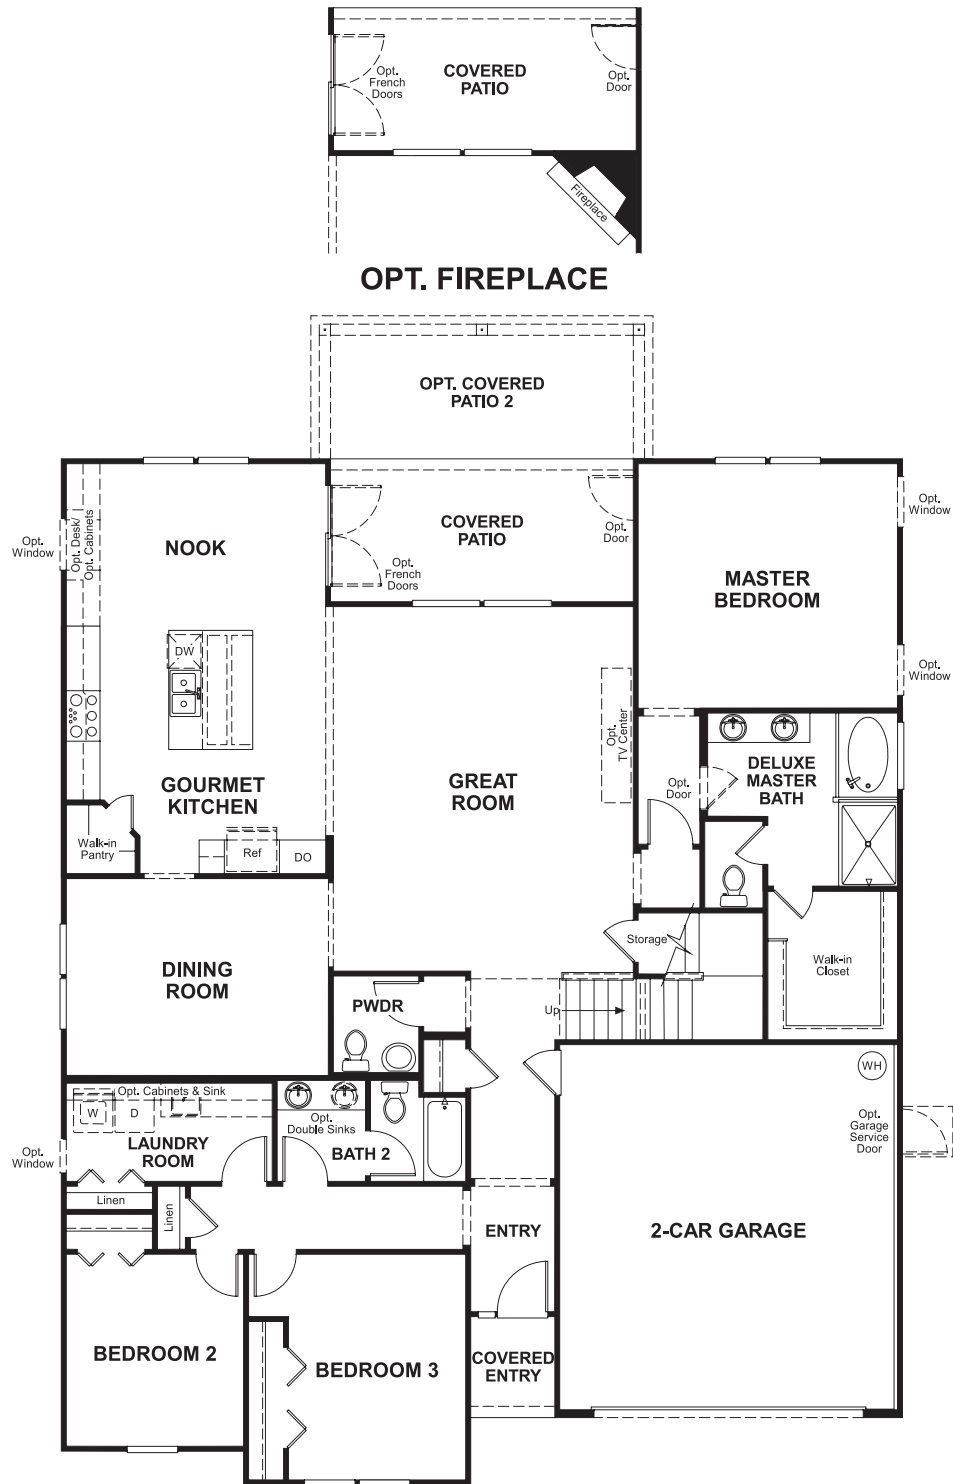 COVERED
PATIO
Opt.
French
Doors
Opt.
Door
Fireplace
OPT. FIREPLACE
OPT. COVERED
PATIO 2
NOOK
Opt. Desk/
Opt. Cabinets
Opt.
Window
COVERED
PATIO
Opt.
French
Doors
Opt.
Door
MASTER
BEDROOM
Opt.
Window
Opt.
Window
DW
GOURMET
KITCHEN
Walk-in
Pantry
Ref
DO
GREAT
ROOM
Opt.
TV Center
Opt.
Door
DELUXE
MASTER
BATH
Storage
Walk-in
Closet
DINING
ROOM
PWDR
Up
WH
Opt. Cabinets & Sink
W
D
LAUNDRY
ROOM
Opt.
Window
Opt.
Double Sinks
BATH 2
Opt.
Garage
Service
Door
Linen
Linen
ENTRY
2-CAR GARAGE
BEDROOM 2
BEDROOM 3
COVERED
ENTRY